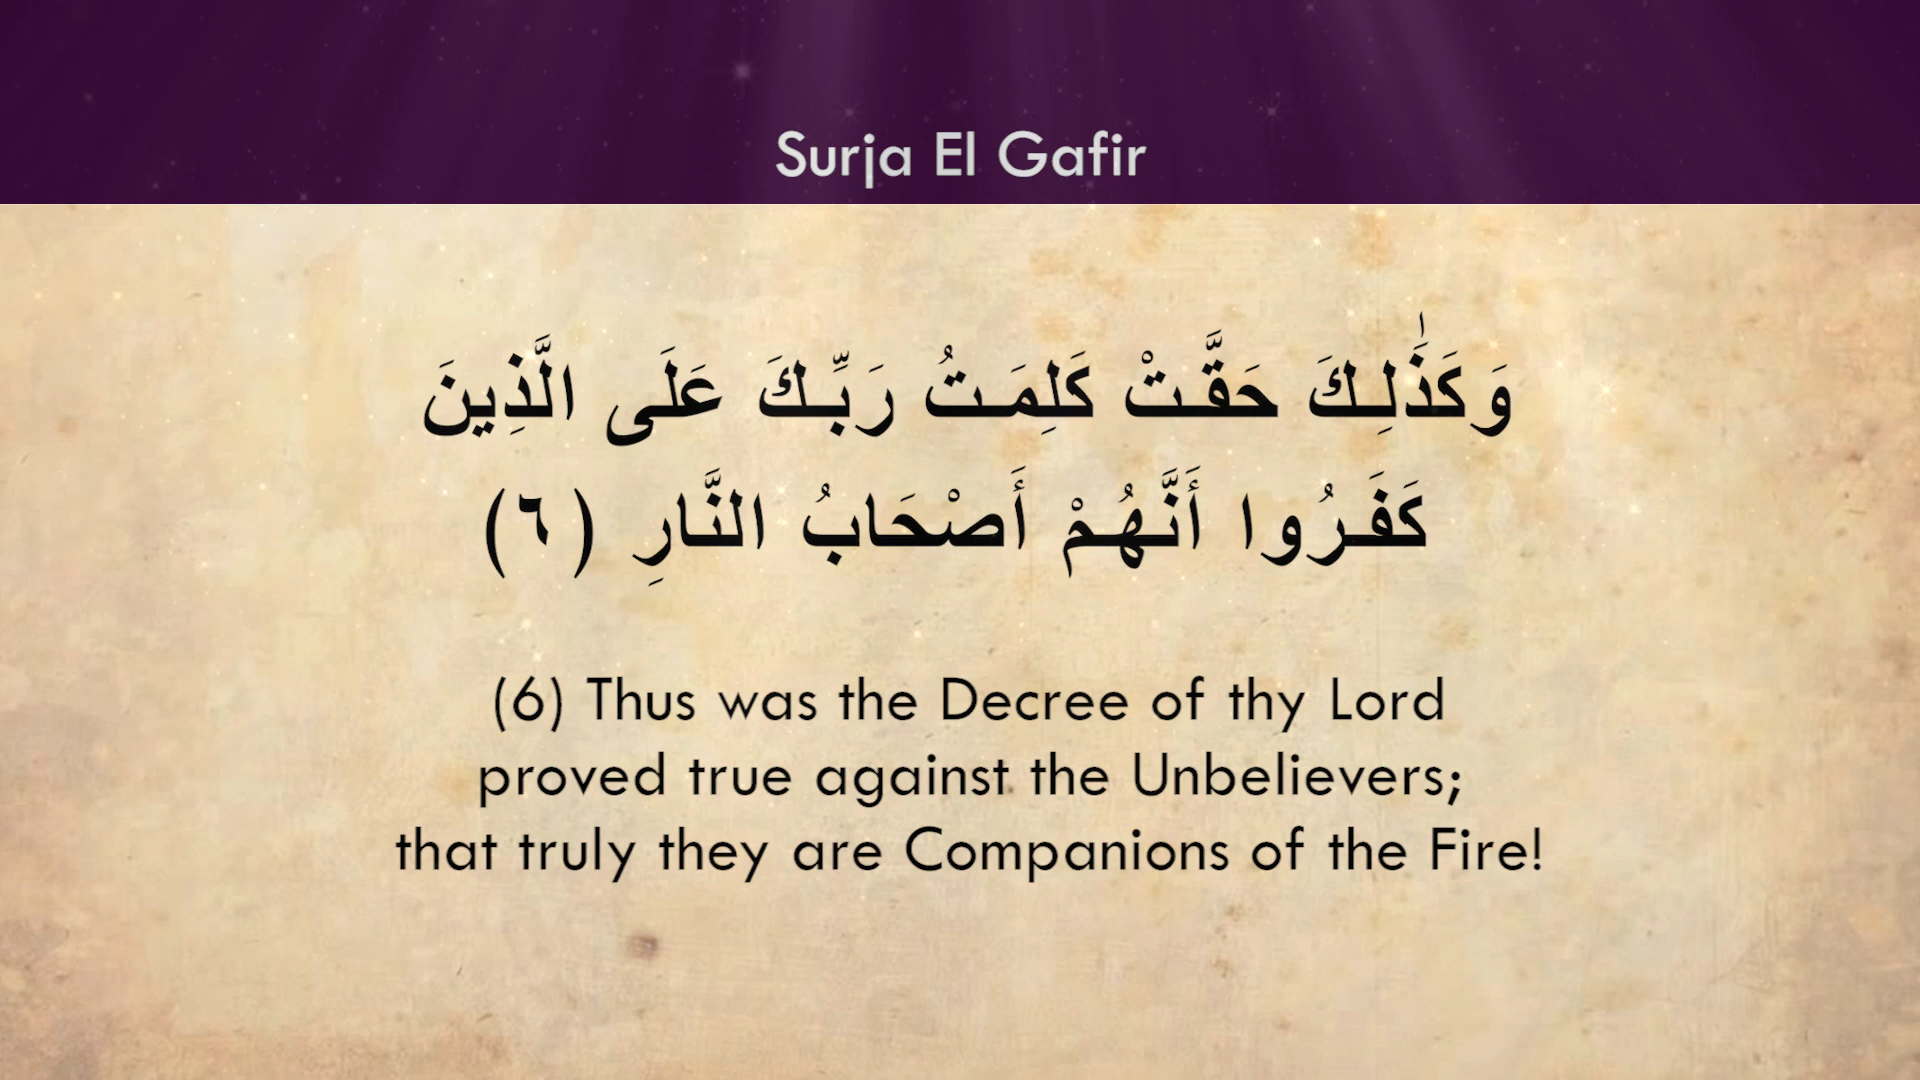 Surja El Gafir
وَكَذَٰلِكَ حَقَّتْ كَلِمَتُ رَبِّكَ عَلَى الَّذِينَ
كَفَرُوا أَنَّهُمْ أَصْحَابُ النَّارِ (٦)
(6) Thus was the Decree of thy Lord
proved true against the Unbelievers;
that truly they are Companions of the Fire!